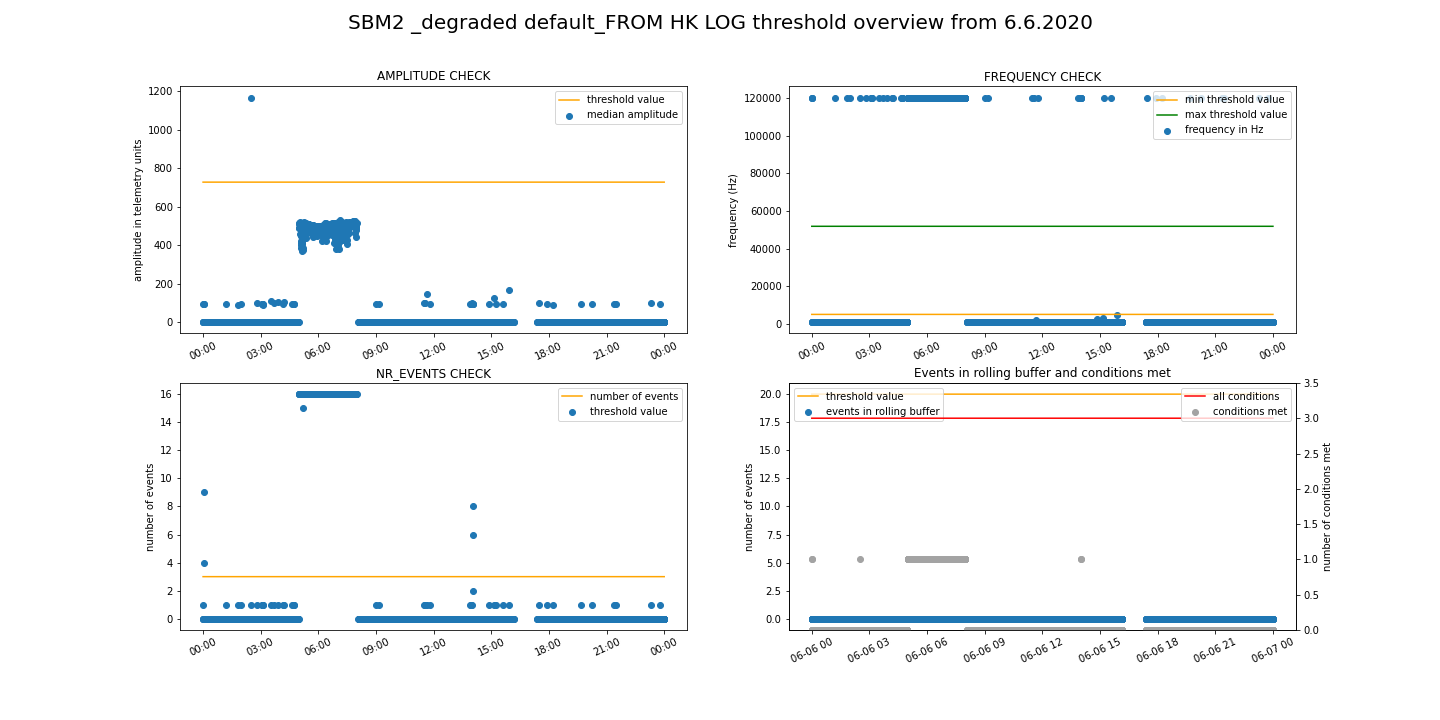 SBM2 _degraded default_FROM HK LOG threshold overview from 6.6.2020
AMPLITUDE CHECK
amplitude in telemetry units
1200
1000
800
600
400
200
0
threshold value
median amplitude
00:00 03:00 06:00 09:00 12:00 15:00 18:00 21:00 00:00
FREQUENCY CHECK
frequency (Hz)
120000
100000
80000
60000
40000
20000
0
min threshold value
max threshold value
frequency in Hz
00:00 03:00 06:00 09:00 12:00 15:00 18:00 21:00 00:00
NR_EVENTS CHECK
number of events
16
14
12
10
8
6
4
2
0
number of events
threshold value
00:00 03:00 06:00 09:00 12:00 15:00 18:00 21:00 00:00
Events in rolling buffer and conditions met
number of events
20.0
17.5
15.0
12.5
10.0
7.5
5.0
2.5
0.0
threshold value
events in rolling buffer
all conditions
conditions met
3.5
3.0
2.5
2.0
1.5
1.0
0.5
0.0
number of conditions met
06-06 00 06-06 03 06-06 06 06-06 09 06-06 12 06-06 15 06-06 18 06-06 21 06-07 00